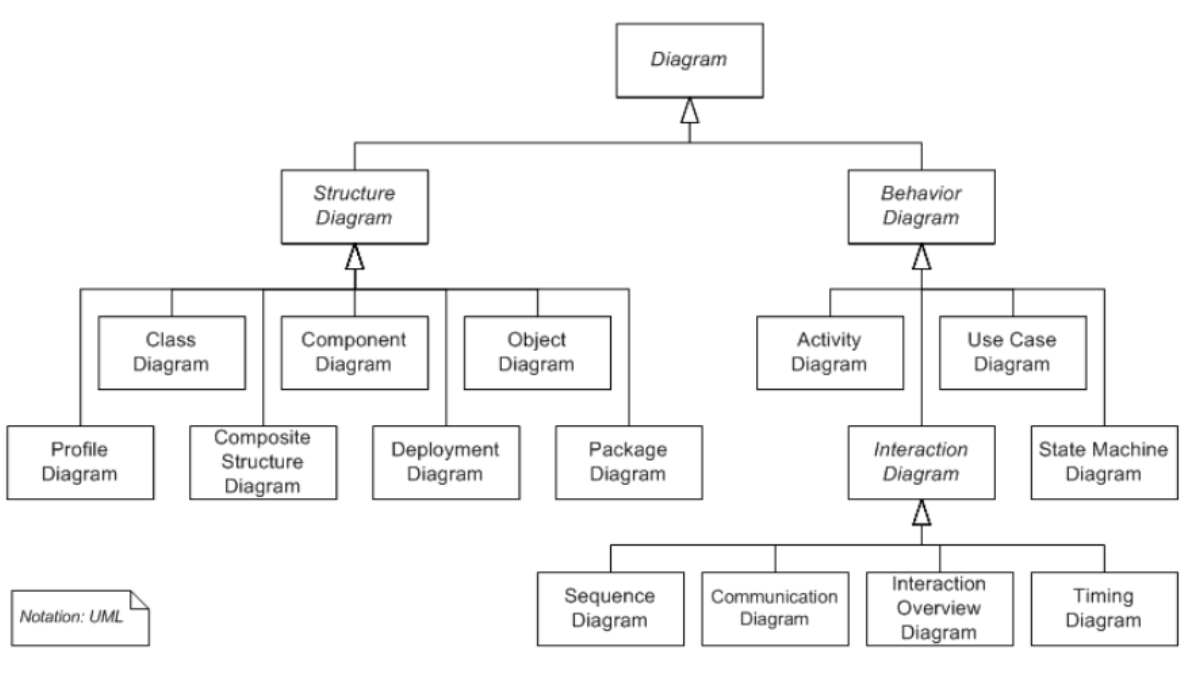 Diagram
Structure
Diagram
Behavior
Diagram
Class
Diagram
Component
Diagram
Object
Diagram
Activity
Diagram
Use Case
Diagram
Profile
Diagram
Composite
Structure
Diagram
Deployment
Diagram
Package
Diagram
Interaction
Diagram
State Machine
Diagram
Sequence
Diagram
Communication
Diagram
Interaction
Overview
Diagram
Timing
Diagram
Notation: UML